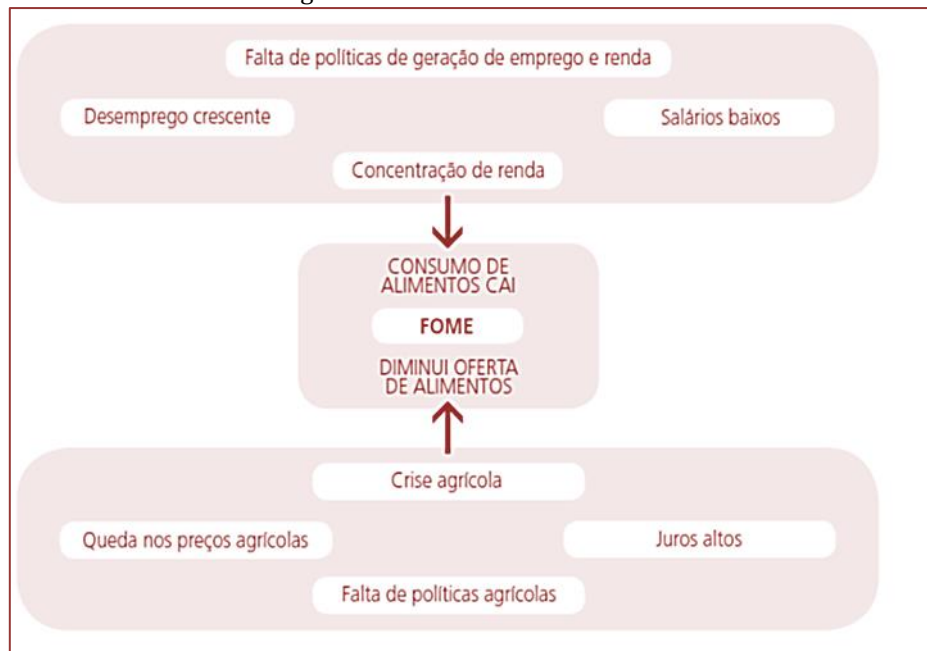 Falta de políticas de geração de emprego e renda
Desemprego crescente
Salários baixos
Concentração de renda
CONSUMO DE
ALIMENTOS CAI
FOME
DIMINUI OFERTA
DE ALIMENTOS
Crise agrícola
Queda nos preços agrícolas
Juros altos
Falta de políticas agrícolas